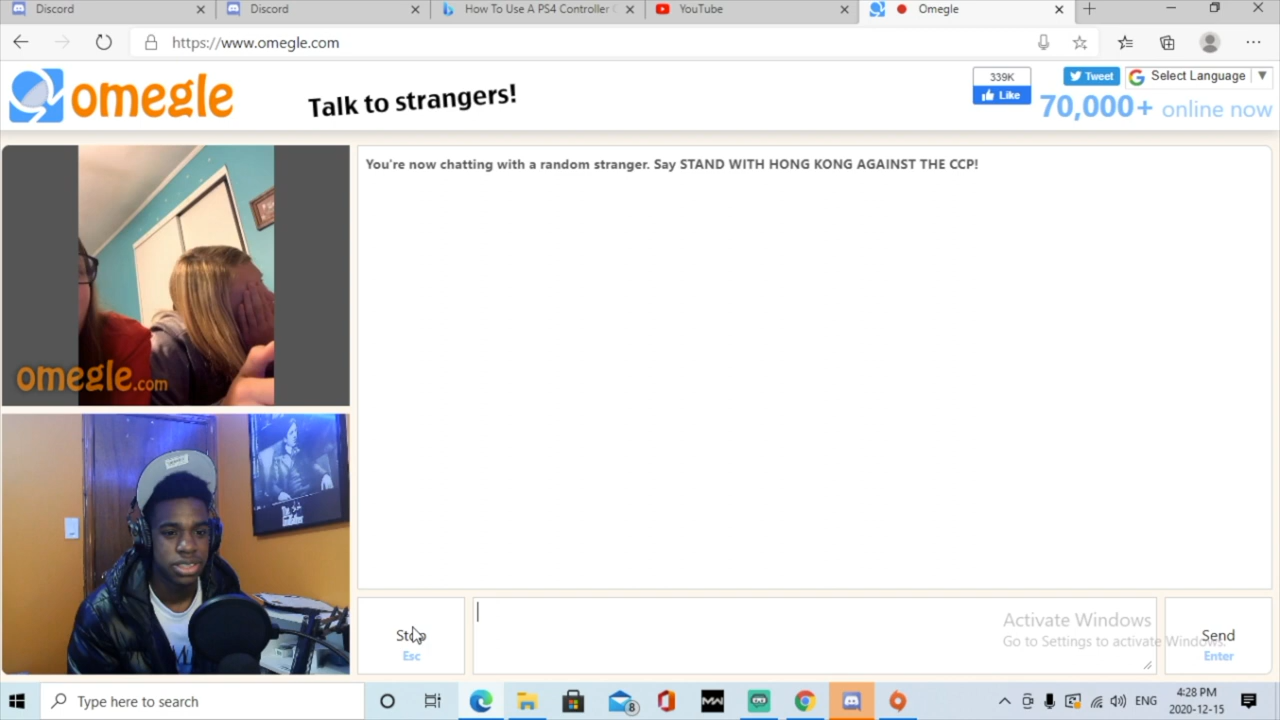 Discord
Discord
How To Use A PS4 Controller
YouTube
Omegle
https://www.omegle.com
omegle
Talk to strangers!
339K
Like
Tweet
Select Language
70,000+ online now
You're now chatting with a random stranger. Say STAND WITH HONG KONG AGAINST THE CCP!
omegle.com
The
Godfather
Stop
Esc
Activate Windows
Go to Settings to activate Windows.
Send
Enter
Type here to search
8
ENG
4:28 PM
2020-12-15